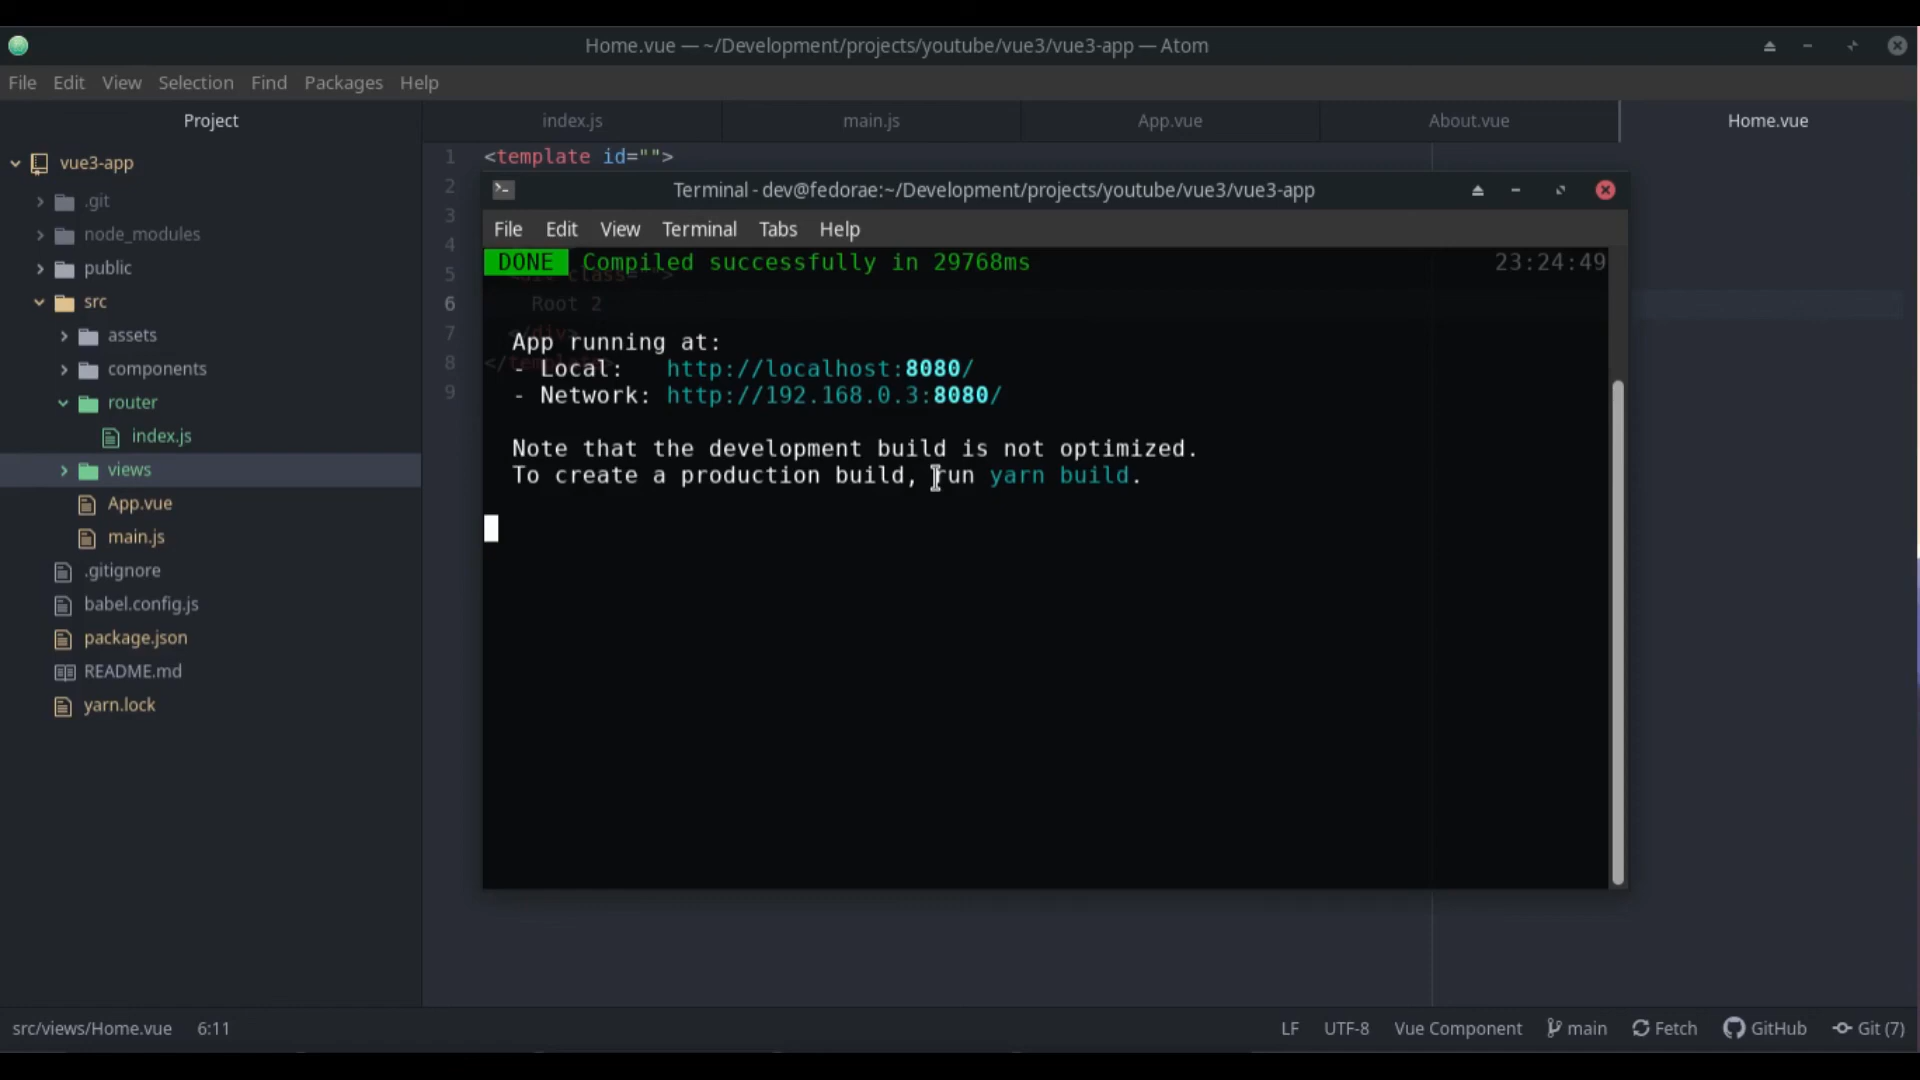 Home.vue — ~/Development/projects/youtube/vue3/vue3-app — Atom
File Edit View Selection Find Packages Help
Project
index.js main.js App.vue About.vue Home.vue
vue3-app
.git
node_modules
public
src
assets
components
router
index.js
views
App.vue
main.js
.gitignore
babel.config.js
package.json
README.md
yarn.lock
1 <template id="">
2
3
4
5 <div class="">
6 Root 2
7 </div>
8 </template>
9
Terminal - dev@fedorae:~/Development/projects/youtube/vue3/vue3-app
File Edit View Terminal Tabs Help
DONE Compiled successfully in 29768ms 23:24:49
App running at:
- Local: http://localhost:8080/
- Network: http://192.168.0.3:8080/
Note that the development build is not optimized.
To create a production build, run yarn build.
src/views/Home.vue 6:11 LF UTF-8 Vue Component main Fetch GitHub Git (7)